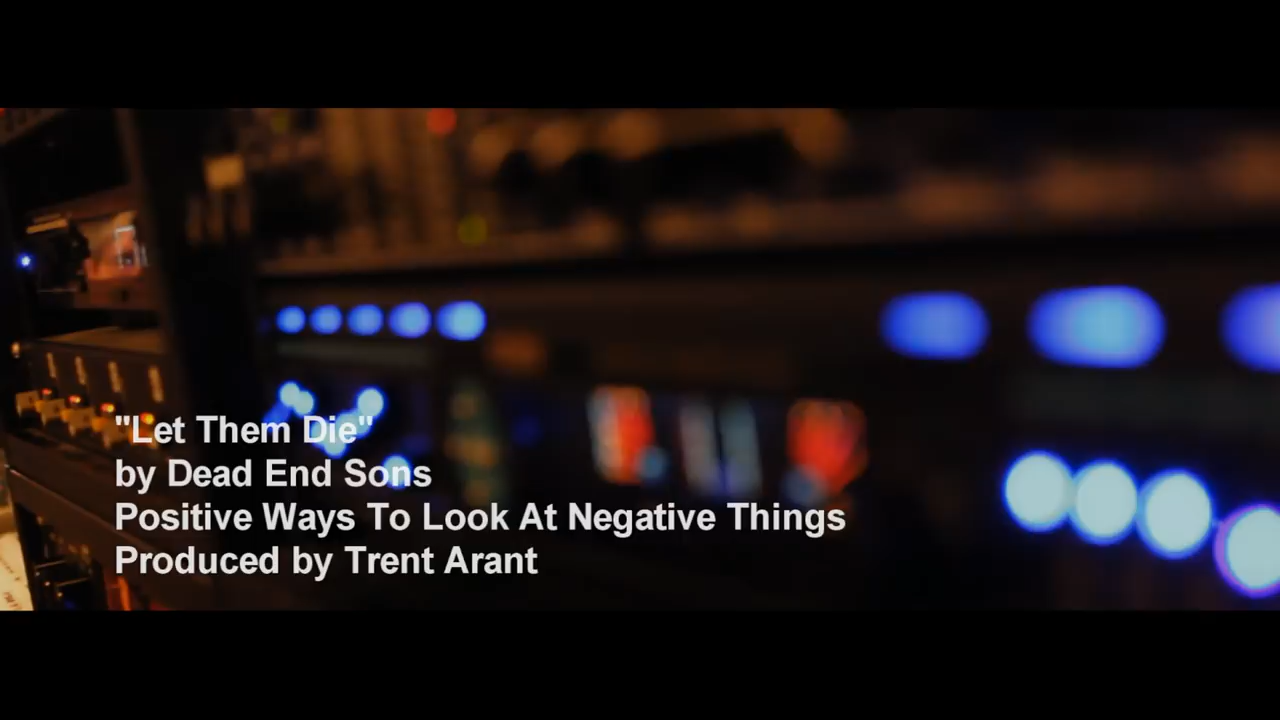 "Let Them Die"
by Dead End Sons
Positive Ways To Look At Negative Things
Produced by Trent Arant